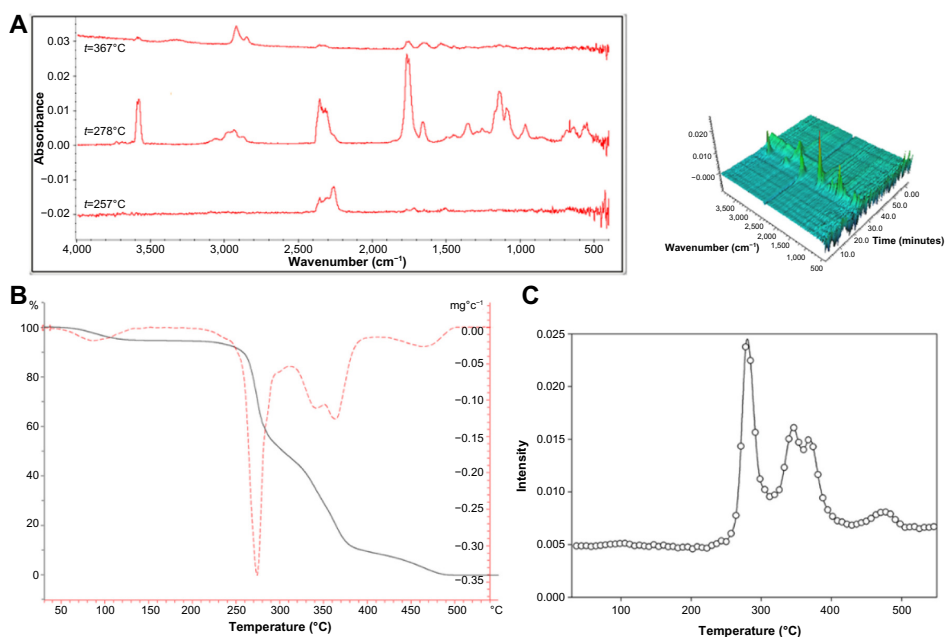 A
0.03
0.02
0.01
0.00
−0.01
−0.02
Absorbance
t=367°C
t=278°C
t=257°C
4,000 3,500 3,000 2,500 2,000 1,500 1,000 500
Wavenumber (cm⁻¹)
0.020
0.010
−0.000
3,500
3,000
2,500
2,000
1,500
1,000
500
Wavenumber (cm⁻¹)
0.00
50.0
40.0
30.0
20.0
10.0
Time (minutes)
B
%
100
80
60
40
20
0
mg°c⁻¹
0.00
−0.05
−0.10
−0.15
−0.20
−0.25
−0.30
−0.35
50 100 150 200 250 300 350 400 450 500 °C
Temperature (°C)
C
0.025
0.020
0.015
0.010
0.005
0.000
Intensity
100 200 300 400 500
Temperature (°C)